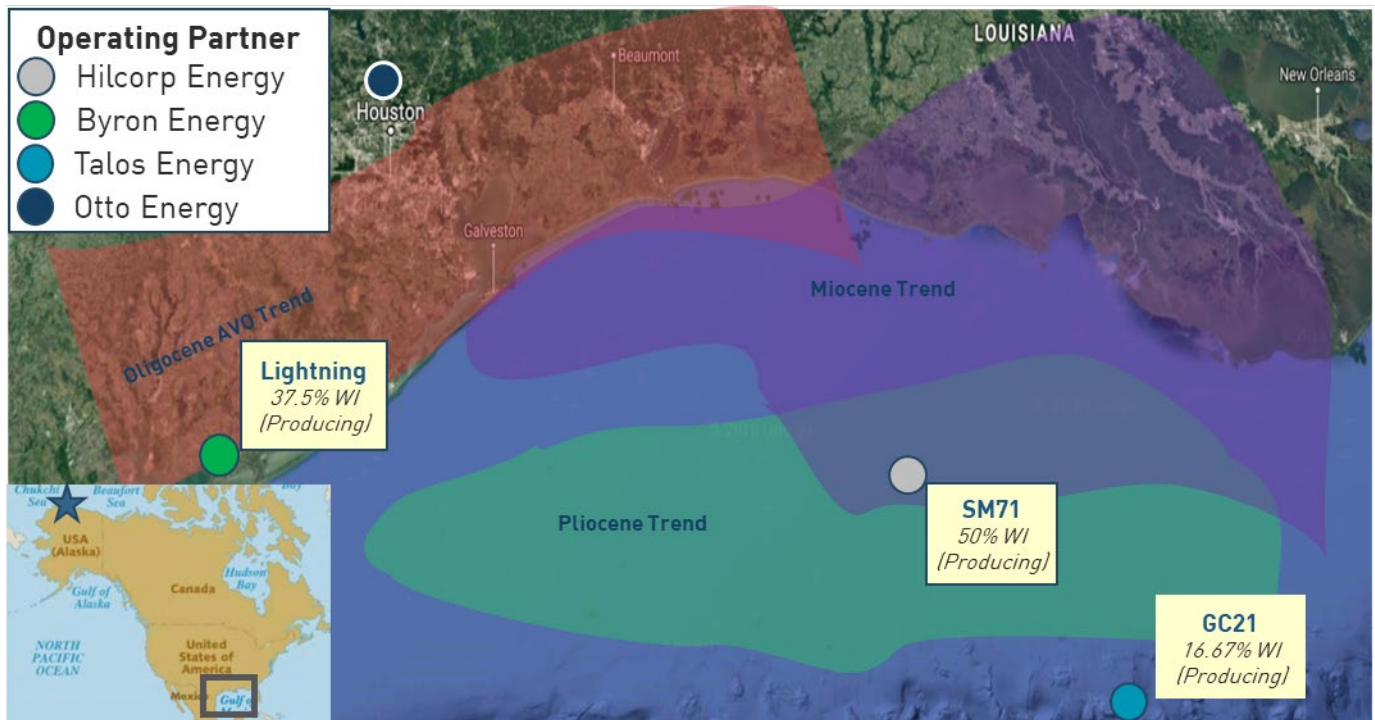 Operating Partner
Hilcorp Energy
Byron Energy
Talos Energy
Otto Energy
LOUISIANA
Beaumont
New Orleans
Houston
Galveston
Miocene Trend
Oligocene AVO Trend
Lightning
37.5% WI
(Producing)
SM71
50% WI
(Producing)
Pliocene Trend
GC21
16.67% WI
(Producing)
Chukchi
Sea
Beaufort
Sea
Bay
USA
(Alaska)
Gulf of
Alaska
Canada
Hudson
Bay
NORTH
PACIFIC
OCEAN
United
States of
America
Mexico
Gulf of